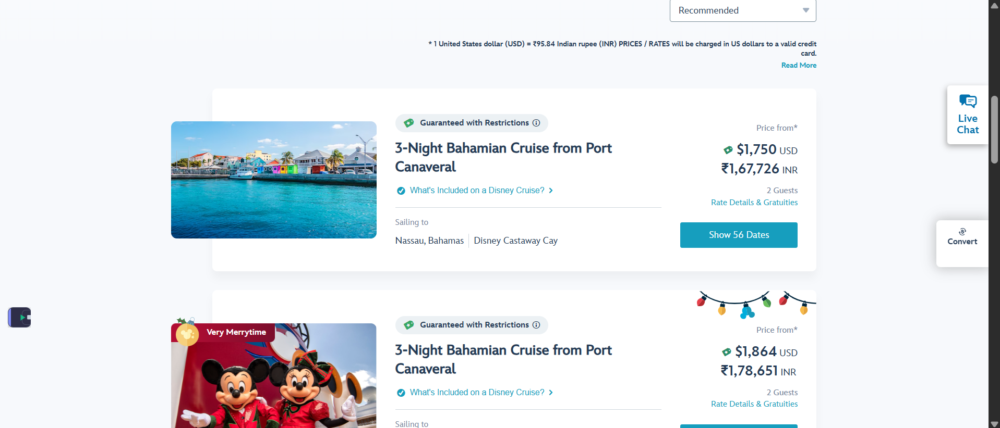 Recommended
* 1 United States dollar (USD) = ₹95.84 Indian rupee (INR) PRICES / RATES will be charged in US dollars to a valid credit
card.
Read More
Live
Chat
Guaranteed with Restrictions
3-Night Bahamian Cruise from Port
Canaveral
What's Included on a Disney Cruise?
Sailing to
Nassau, Bahamas
Disney Castaway Cay
Price from*
$1,750 USD
₹1,67,726 INR
2 Guests
Rate Details & Gratuities
Show 56 Dates
Convert
Very Merrytime
Guaranteed with Restrictions
3-Night Bahamian Cruise from Port
Canaveral
What's Included on a Disney Cruise?
Sailing to
Price from*
$1,864 USD
₹1,78,651 INR
2 Guests
Rate Details & Gratuities